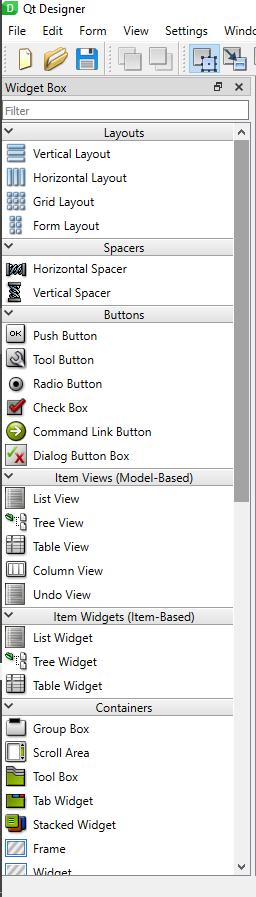 Qt Designer
File Edit Form View Settings Windo
Widget Box
Filter
Layouts
Vertical Layout
Horizontal Layout
Grid Layout
Form Layout
Spacers
Horizontal Spacer
Vertical Spacer
Buttons
OK Push Button
Tool Button
Radio Button
Check Box
Command Link Button
Dialog Button Box
Item Views (Model-Based)
List View
Tree View
Table View
Column View
Undo View
Item Widgets (Item-Based)
List Widget
Tree Widget
Table Widget
Containers
Group Box
Scroll Area
Tool Box
Tab Widget
Stacked Widget
Frame
Widget